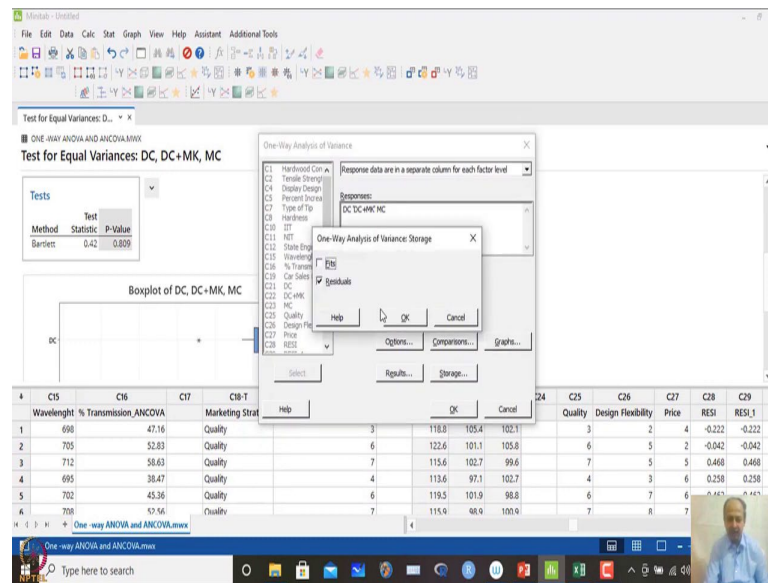 Minitab - Untitled
File Edit Data Calc Stat Graph View Help Assistant Additional Tools
Test for Equal Variances: D...
ONE -WAY ANOVA AND ANCOVA.MWX
Test for Equal Variances: DC, DC+MK, MC
Tests
Test
Method Statistic P-Value
Bartlett 0.42 0.809
Boxplot of DC, DC+MK, MC
DC
One-Way Analysis of Variance
C1 Hardwood Con
C2 Tensile Strengt
C4 Display Design
C5 Percent Increa
C7 Type of Tip
C8 Hardness
C10 IIT
C11 NIT
C12 State Engi
C15 Waveleng
C16 % Transm
C19 Car Sales
C21 DC
C22 DC+MK
C23 MC
C25 Quality
C26 Design Fle
C27 Price
C28 RESI
Response data are in a separate column for each factor level
Responses:
DC 'DC+MK' MC
One-Way Analysis of Variance: Storage
Fits
Residuals
Help OK Cancel
Options... Comparisons... Graphs...
Select Results... Storage...
Help OK Cancel
C15 C16 C17 C18-T C24 C25 C26 C27 C28 C29
Wavelenght % Transmission_ANCOVA Marketing Strat Quality Design Flexibility Price RESI RESI_1
1 698 47.16 Quality 3 118.8 105.4 102.1 3 2 4 -0.222 -0.222
2 705 52.83 Quality 6 122.6 101.1 105.8 6 5 2 -0.042 -0.042
3 712 58.63 Quality 7 115.6 102.7 99.6 7 5 5 0.468 0.468
4 695 38.47 Quality 4 113.6 97.1 102.7 4 3 6 0.258 0.258
5 702 45.36 Quality 6 119.5 101.9 98.8 6 7 6
6 708 52.56 Quality 7 115.9 98.9 100.9 7 8 7
One -way ANOVA and ANCOVA.mwx
One -way ANOVA and ANCOVA.mwx
Type here to search
NPTEL